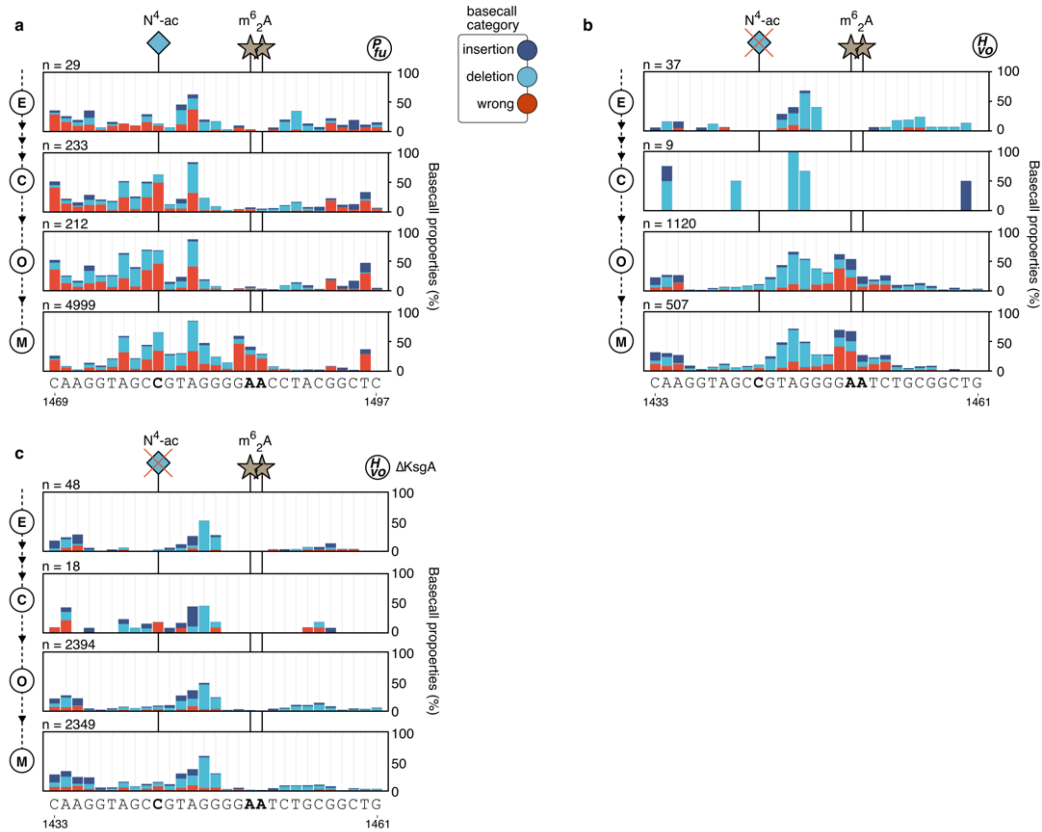 a
N⁴-ac
m⁶₂A
Pfu
basecall category
insertion
deletion
wrong
n = 29
100
50
0
E
n = 233
100
50
0
C
n = 212
100
50
0
O
n = 4999
100
50
0
M
Basecall propoerties (%)
CAAGGTAGCCGTAGGGGAACCTACGGCTC
1469
1497
b
N⁴-ac
m⁶₂A
Hvo
n = 37
100
50
0
E
n = 9
100
50
0
C
n = 1120
100
50
0
O
n = 507
100
50
0
M
Basecall propoerties (%)
CAAGGTAGCCGTAGGGGAATCTGCGGCTG
1433
1461
c
N⁴-ac
m⁶₂A
Hvo ΔKsgA
n = 48
100
50
0
E
n = 18
100
50
0
C
n = 2394
100
50
0
O
n = 2349
100
50
0
M
Basecall propoerties (%)
CAAGGTAGCCGTAGGGGAATCTGCGGCTG
1433
1461